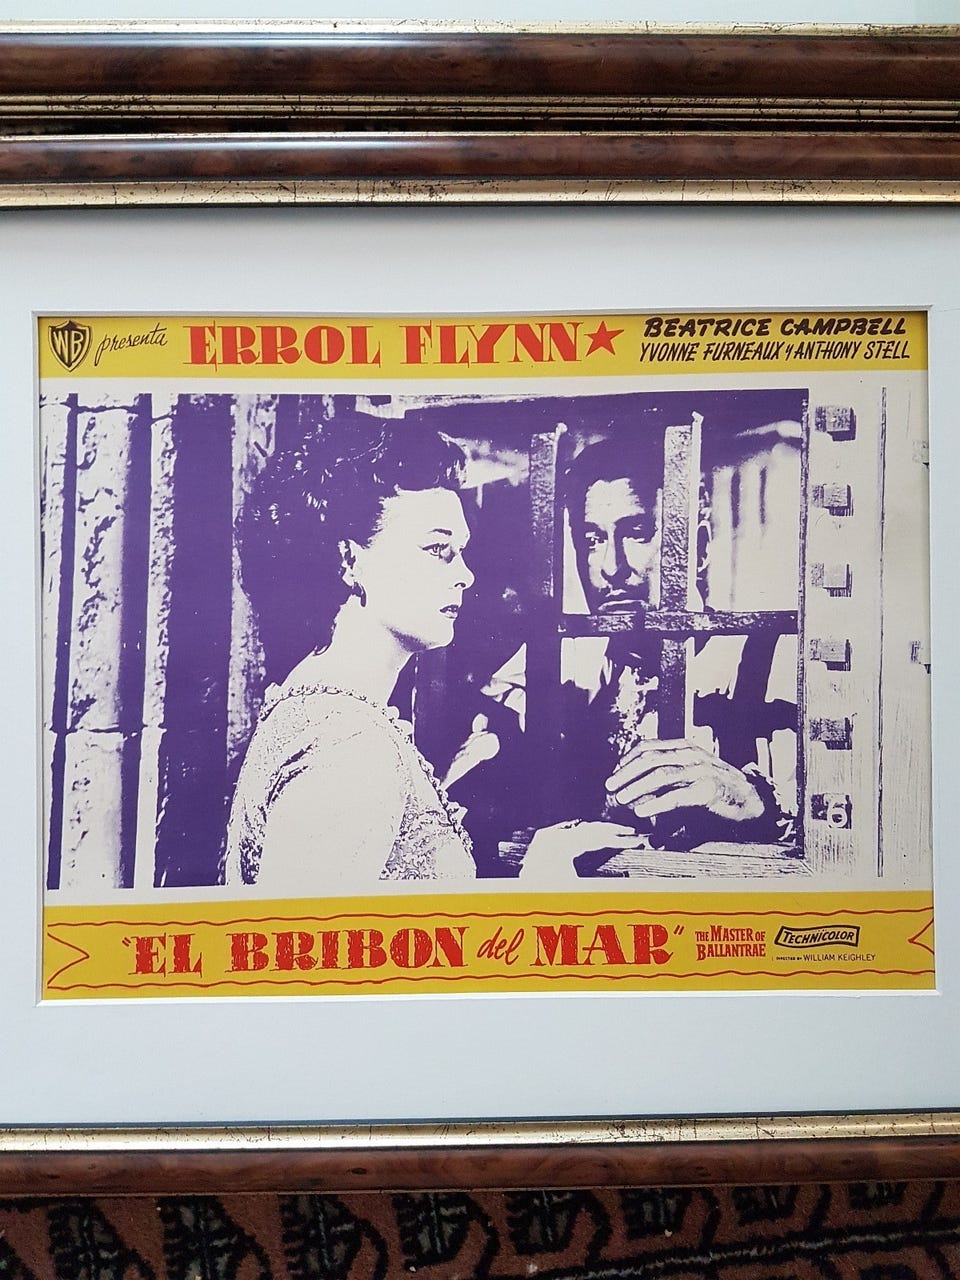 WB presenta ERROL FLYNN★ BEATRICE CAMPBELL
YVONNE FURNEAUX y ANTHONY STELL
6
"EL BRIBON del MAR" THE MASTER OF
BALLANTRAE
TECHNICOLOR
DIRECTED BY WILLIAM KEIGHLEY